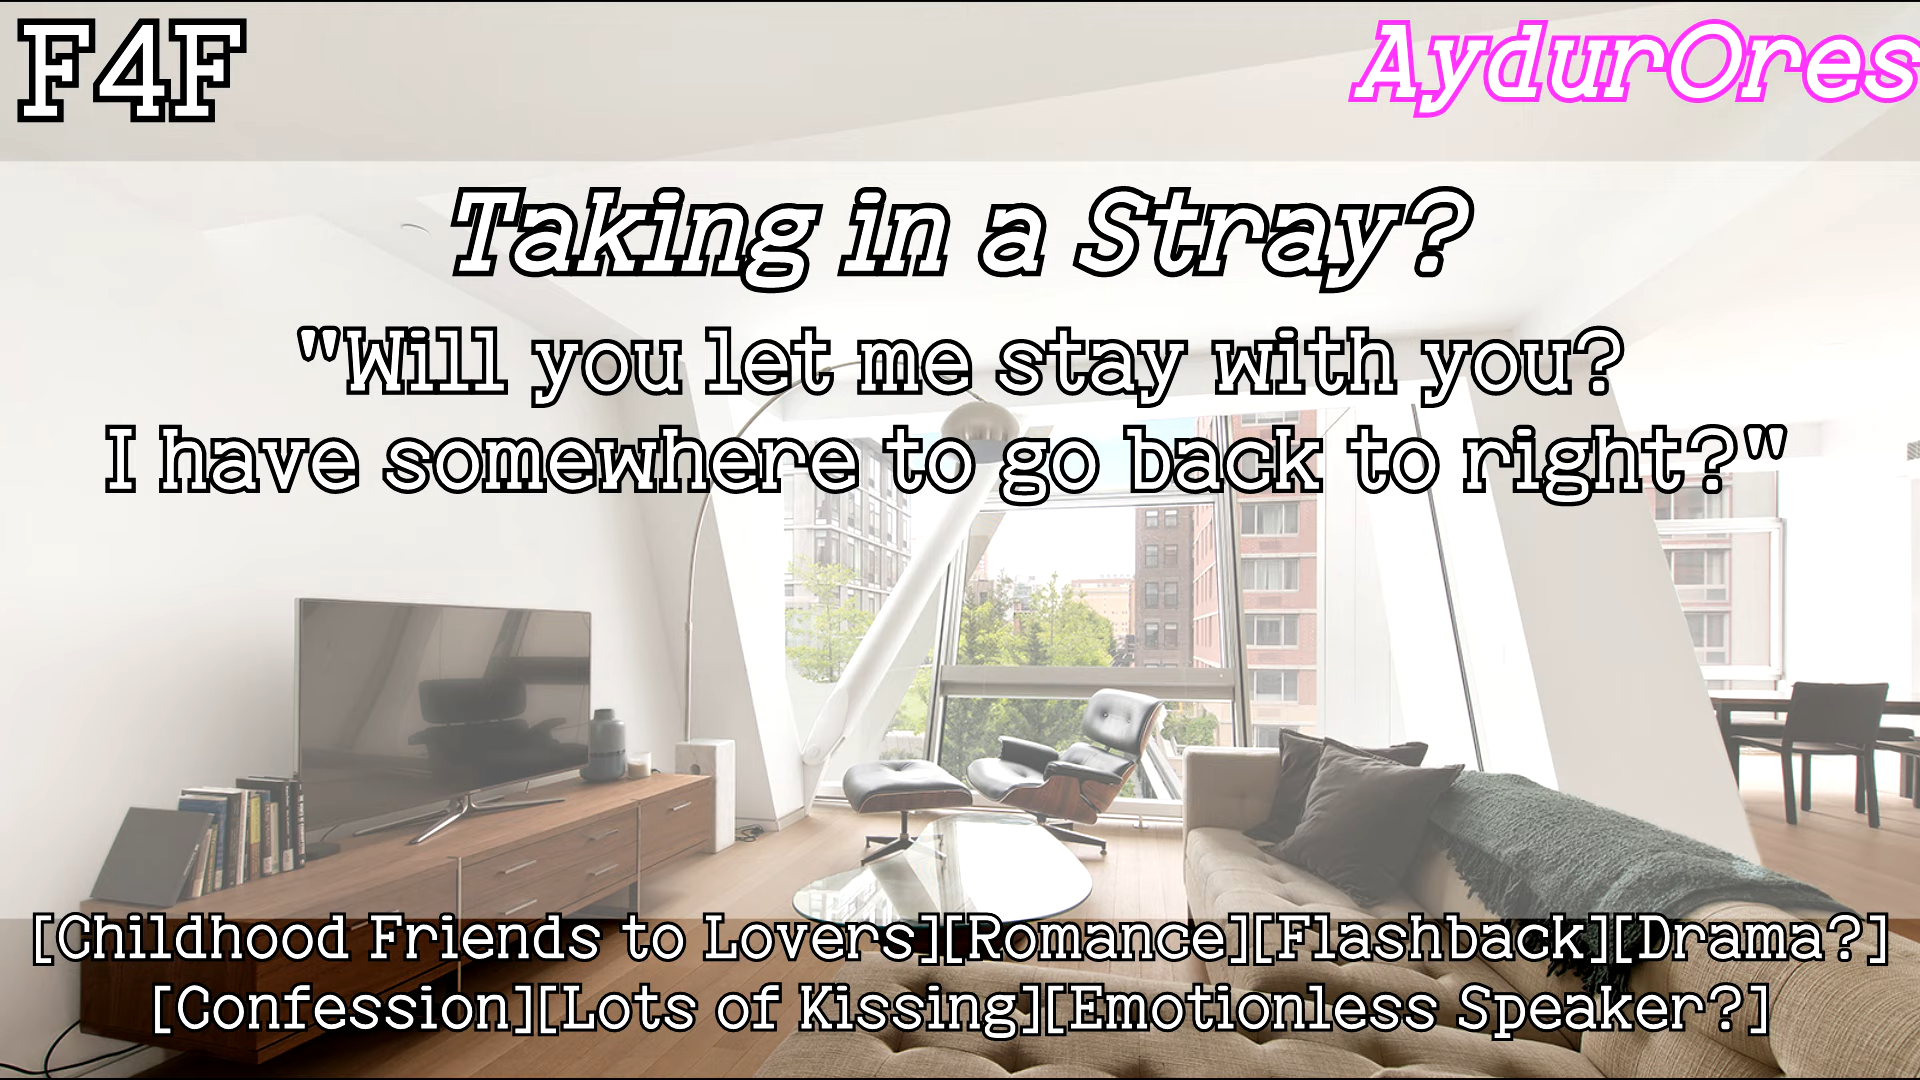 F4F
AydurOres
Taking in a Stray?
"Will you let me stay with you?
I have somewhere to go back to right?"
[Childhood Friends to Lovers][Romance][Flashback][Drama?]
[Confession][Lots of Kissing][Emotionless Speaker?]